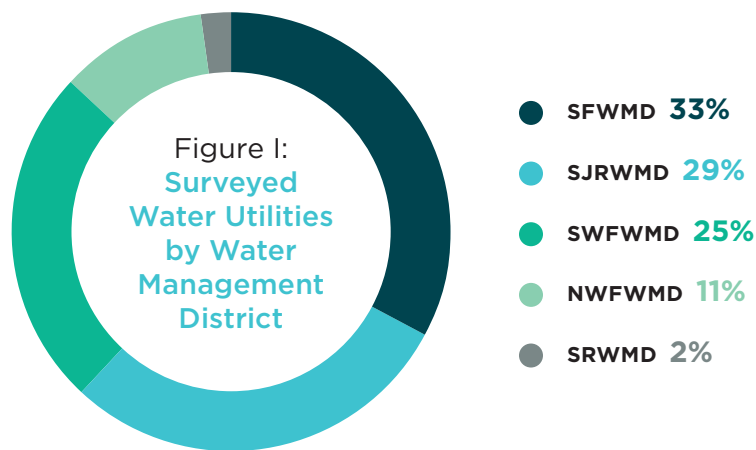 Figure I:
Surveyed
Water Utilities
by Water
Management
District
SFWMD 33%
SJRWMD 29%
SWFWMD 25%
NWFWMD 11%
SRWMD 2%